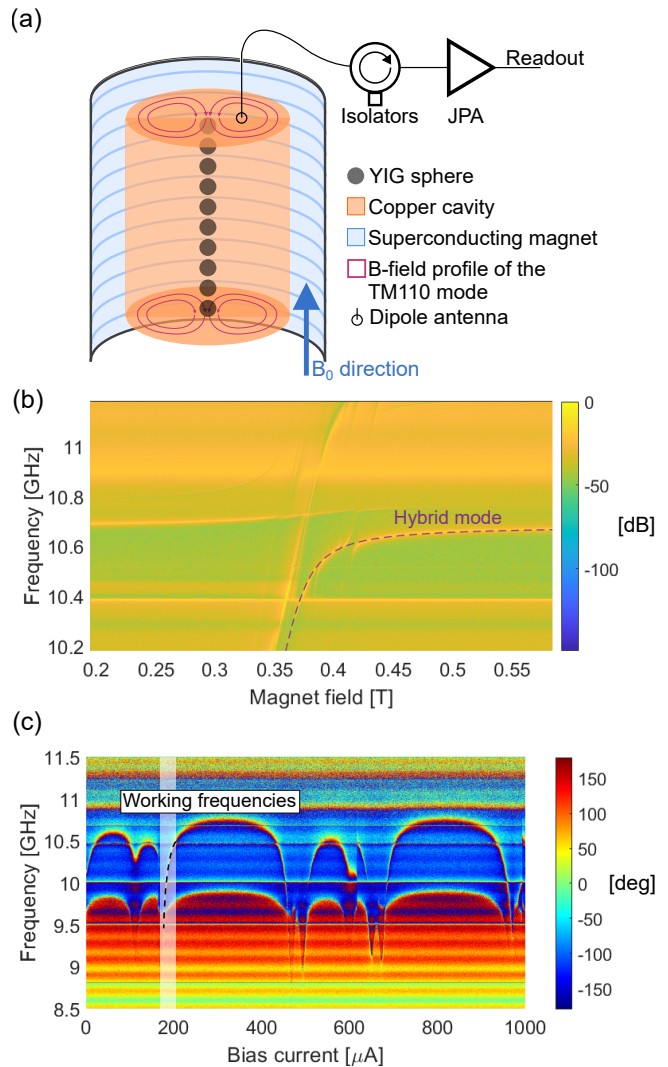 (a)
Readout
Isolators
JPA
YIG sphere
Copper cavity
Superconducting magnet
B-field profile of the
TM110 mode
Dipole antenna
B₀ direction
(b)
Frequency [GHz]
11
10.8
10.6
10.4
10.2
Hybrid mode
0.2
0.25
0.3
0.35
0.4
0.45
0.5
0.55
Magnet field [T]
0
-50
-100
[dB]
(c)
Frequency [GHz]
11.5
11
10.5
10
9.5
9
8.5
Working frequencies
0
200
400
600
800
1000
Bias current [μA]
150
100
50
0
-50
-100
-150
[deg]